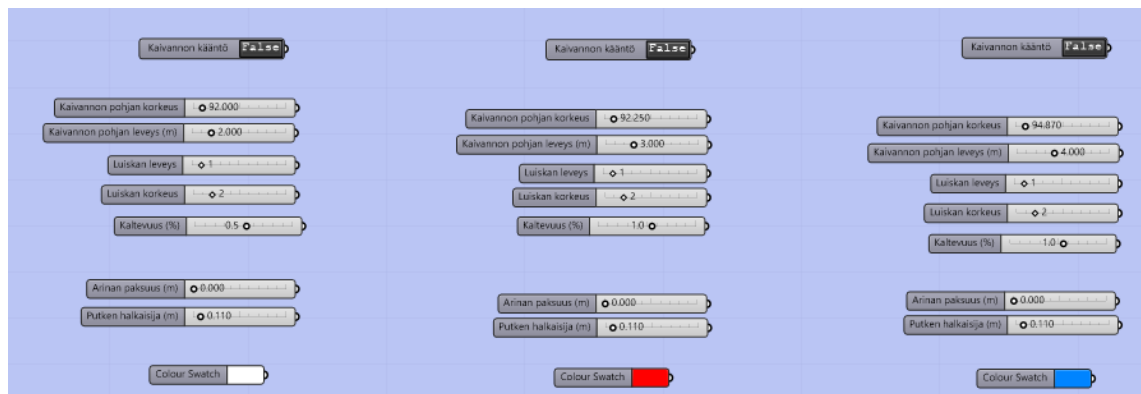 Kaivannon kääntö False
Kaivannon pohjan korkeus 92.000
Kaivannon pohjan leveys (m) 2.000
Luiskan leveys 1
Luiskan korkeus 2
Kaltevuus (%) 0.5
Arinan paksuus (m) 0.000
Putken halkaisija (m) 0.110
Colour Swatch
Kaivannon kääntö False
Kaivannon pohjan korkeus 92.250
Kaivannon pohjan leveys (m) 3.000
Luiskan leveys 1
Luiskan korkeus 2
Kaltevuus (%) 1.0
Arinan paksuus (m) 0.000
Putken halkaisija (m) 0.110
Colour Swatch
Kaivannon kääntö False
Kaivannon pohjan korkeus 94.870
Kaivannon pohjan leveys (m) 4.000
Luiskan leveys 1
Luiskan korkeus 2
Kaltevuus (%) 1.0
Arinan paksuus (m) 0.000
Putken halkaisija (m) 0.110
Colour Swatch